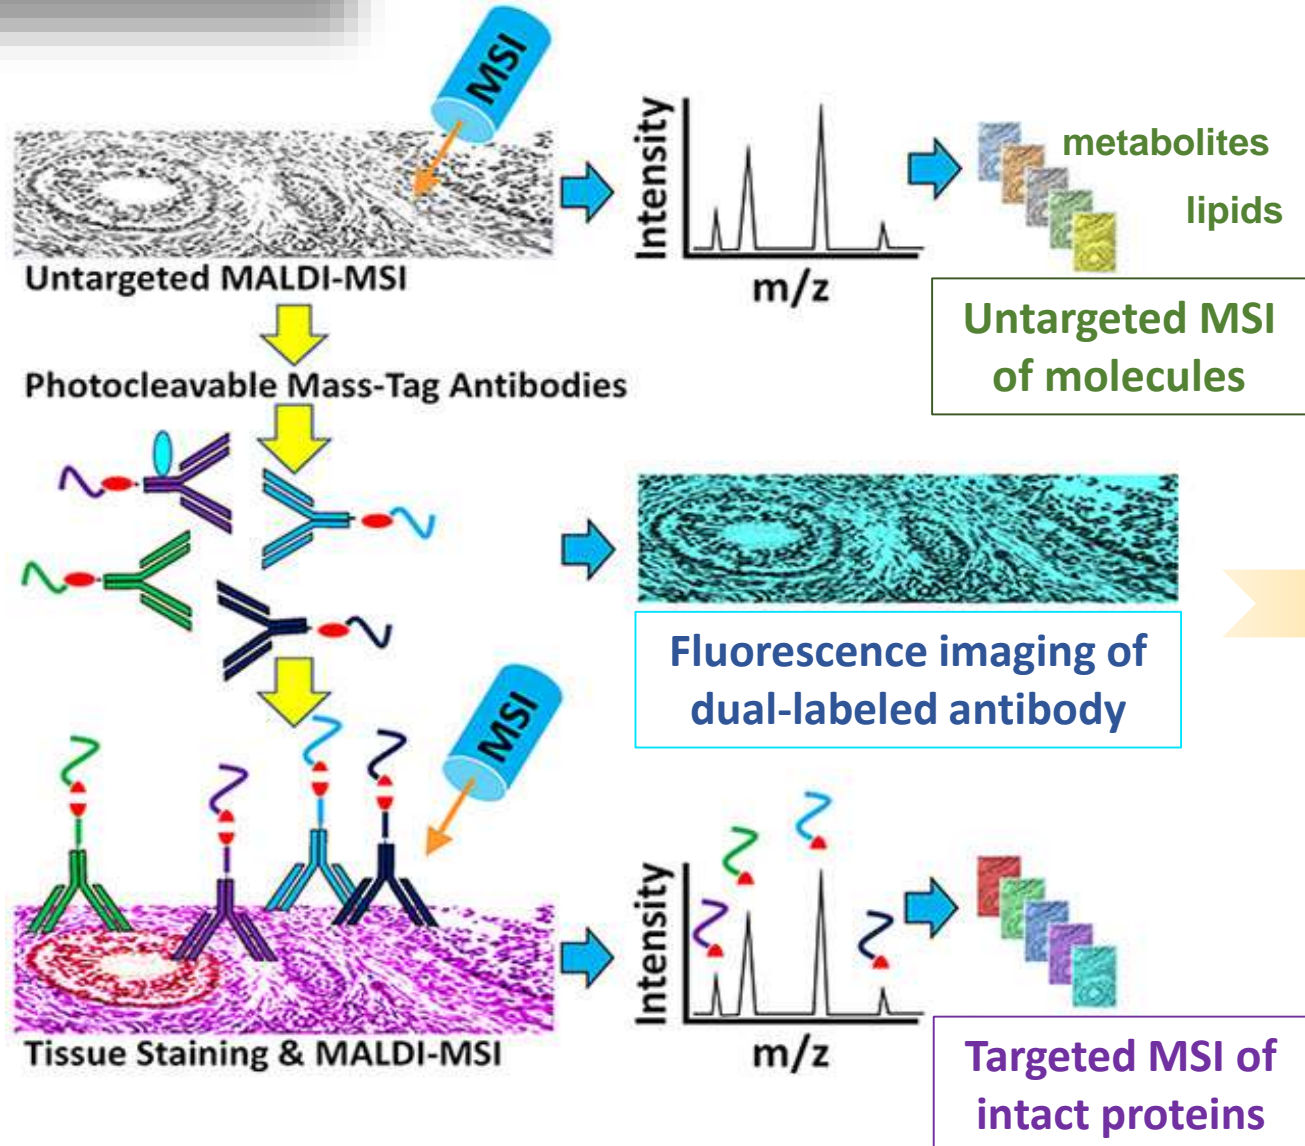 MSI
Intensity
m/z
metabolites
lipids
Untargeted MALDI-MSI
Untargeted MSI
of molecules
Photocleavable Mass-Tag Antibodies
Fluorescence imaging of
dual-labeled antibody
MSI
Intensity
m/z
Tissue Staining & MALDI-MSI
Targeted MSI of
intact proteins